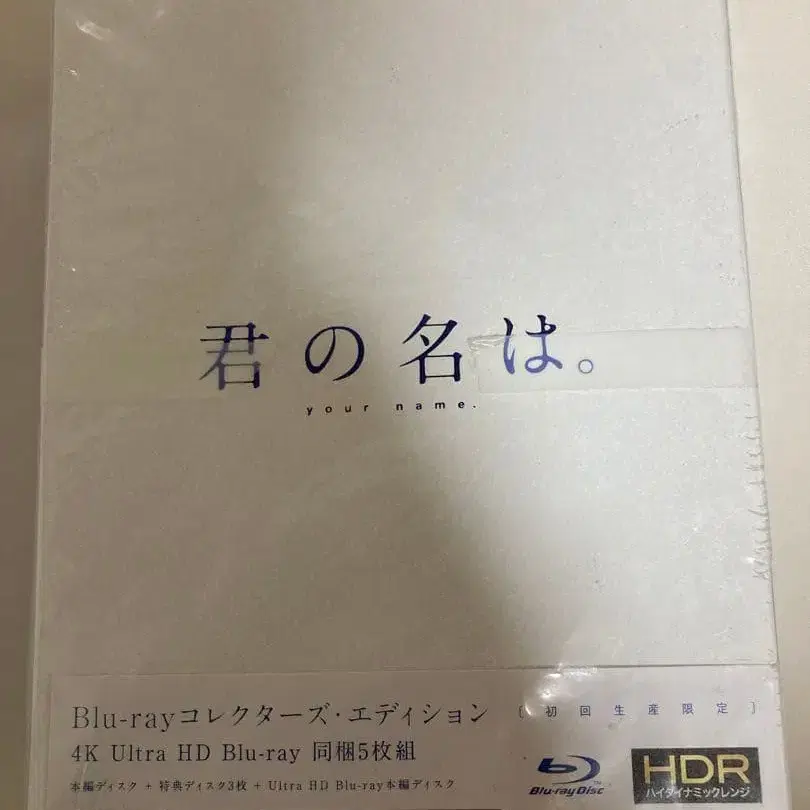 君の名は。
your name.
Blu-rayコレクターズ・エディション
[初回生産限定]
4K Ultra HD Blu-ray 同梱5枚組
本編ディスク + 特典ディスク3枚 + Ultra HD Blu-ray本編ディスク
Blu-ray Disc
HDR
ハイダイナミックレンジ